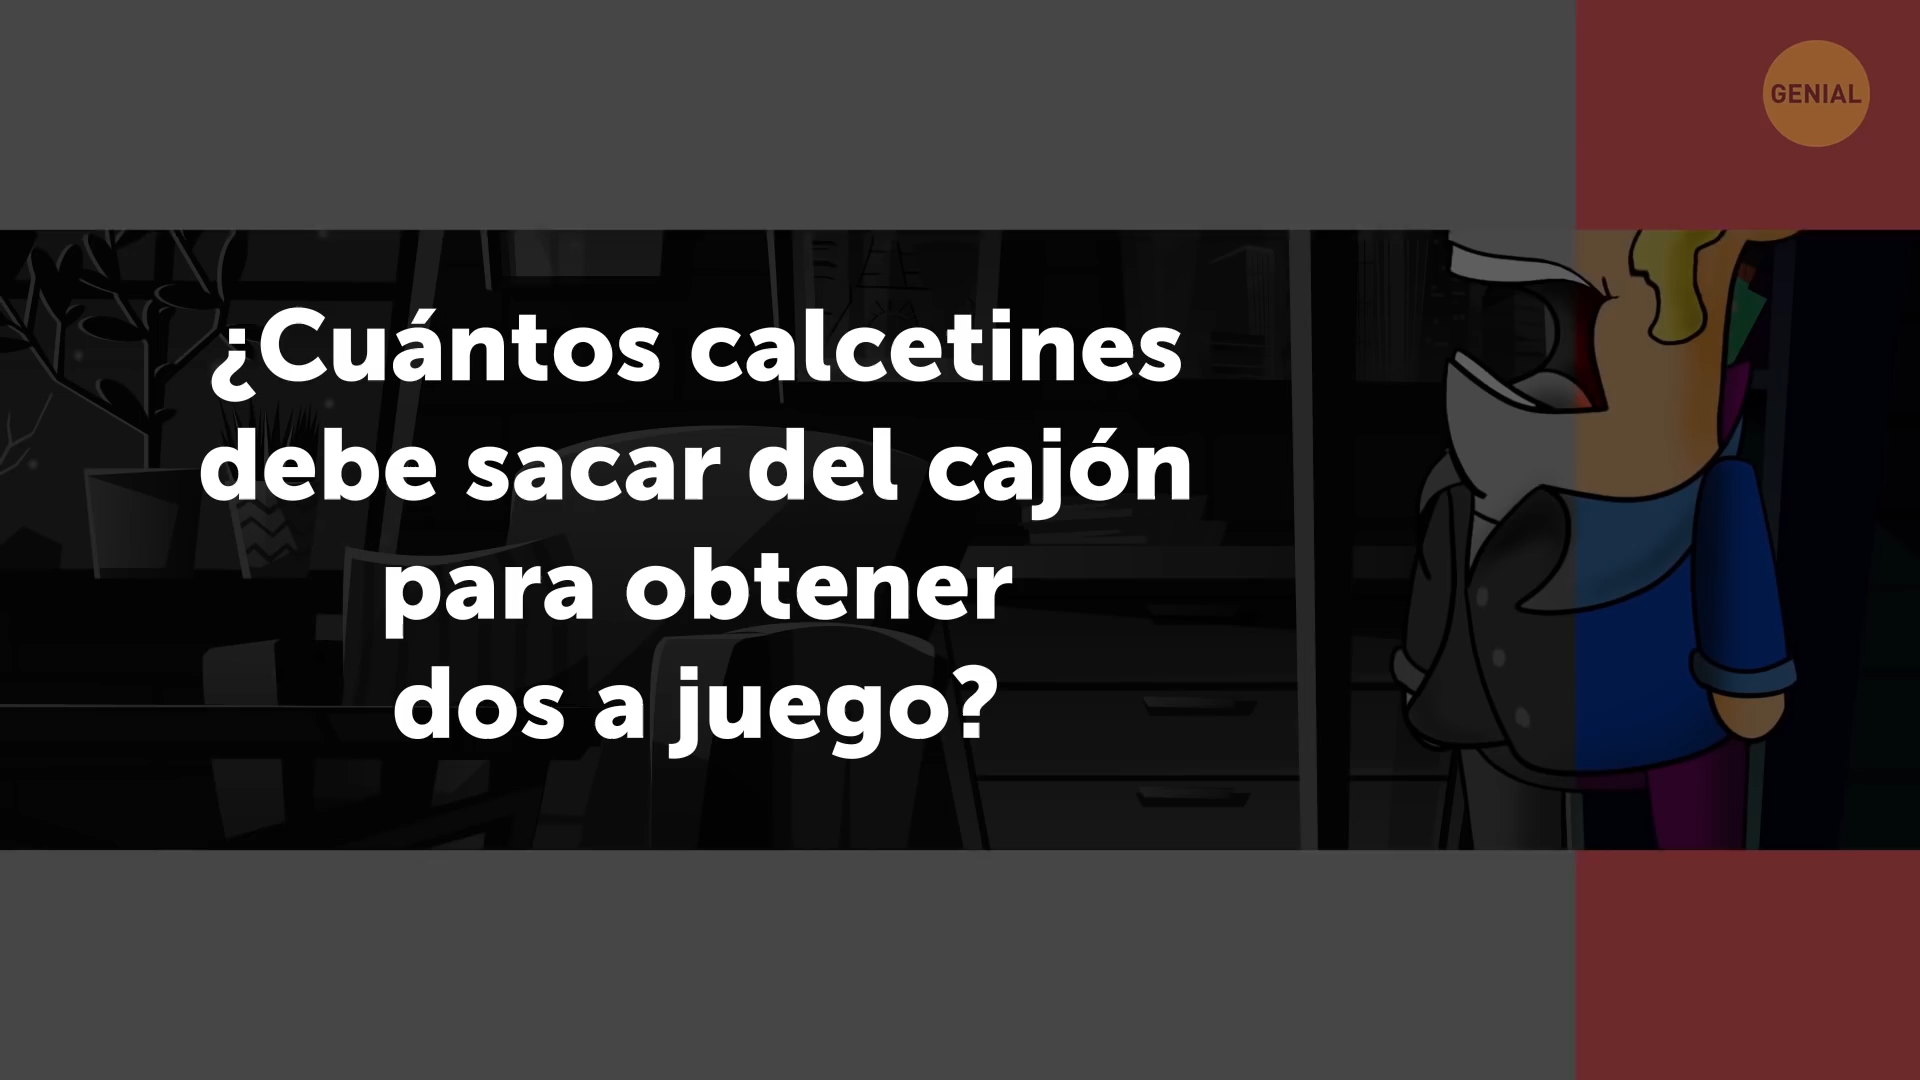 GENIAL
¿Cuántos calcetines
debe sacar del cajón
para obtener
dos a juego?